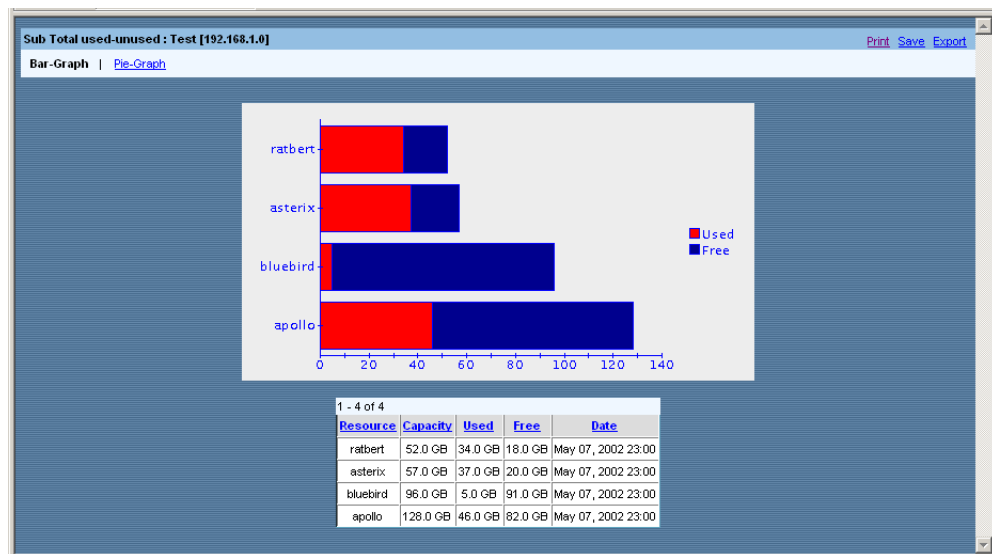 Sub Total used-unused : Test [192.168.1.0]
Print Save Export
Bar-Graph | Pie-Graph
ratbert
asterix
bluebird
apollo
0 20 40 60 80 100 120 140
Used
Free
1 - 4 of 4
Resource Capacity Used Free Date
ratbert 52.0 GB 34.0 GB 18.0 GB May 07, 2002 23:00
asterix 57.0 GB 37.0 GB 20.0 GB May 07, 2002 23:00
bluebird 96.0 GB 5.0 GB 91.0 GB May 07, 2002 23:00
apollo 128.0 GB 46.0 GB 82.0 GB May 07, 2002 23:00